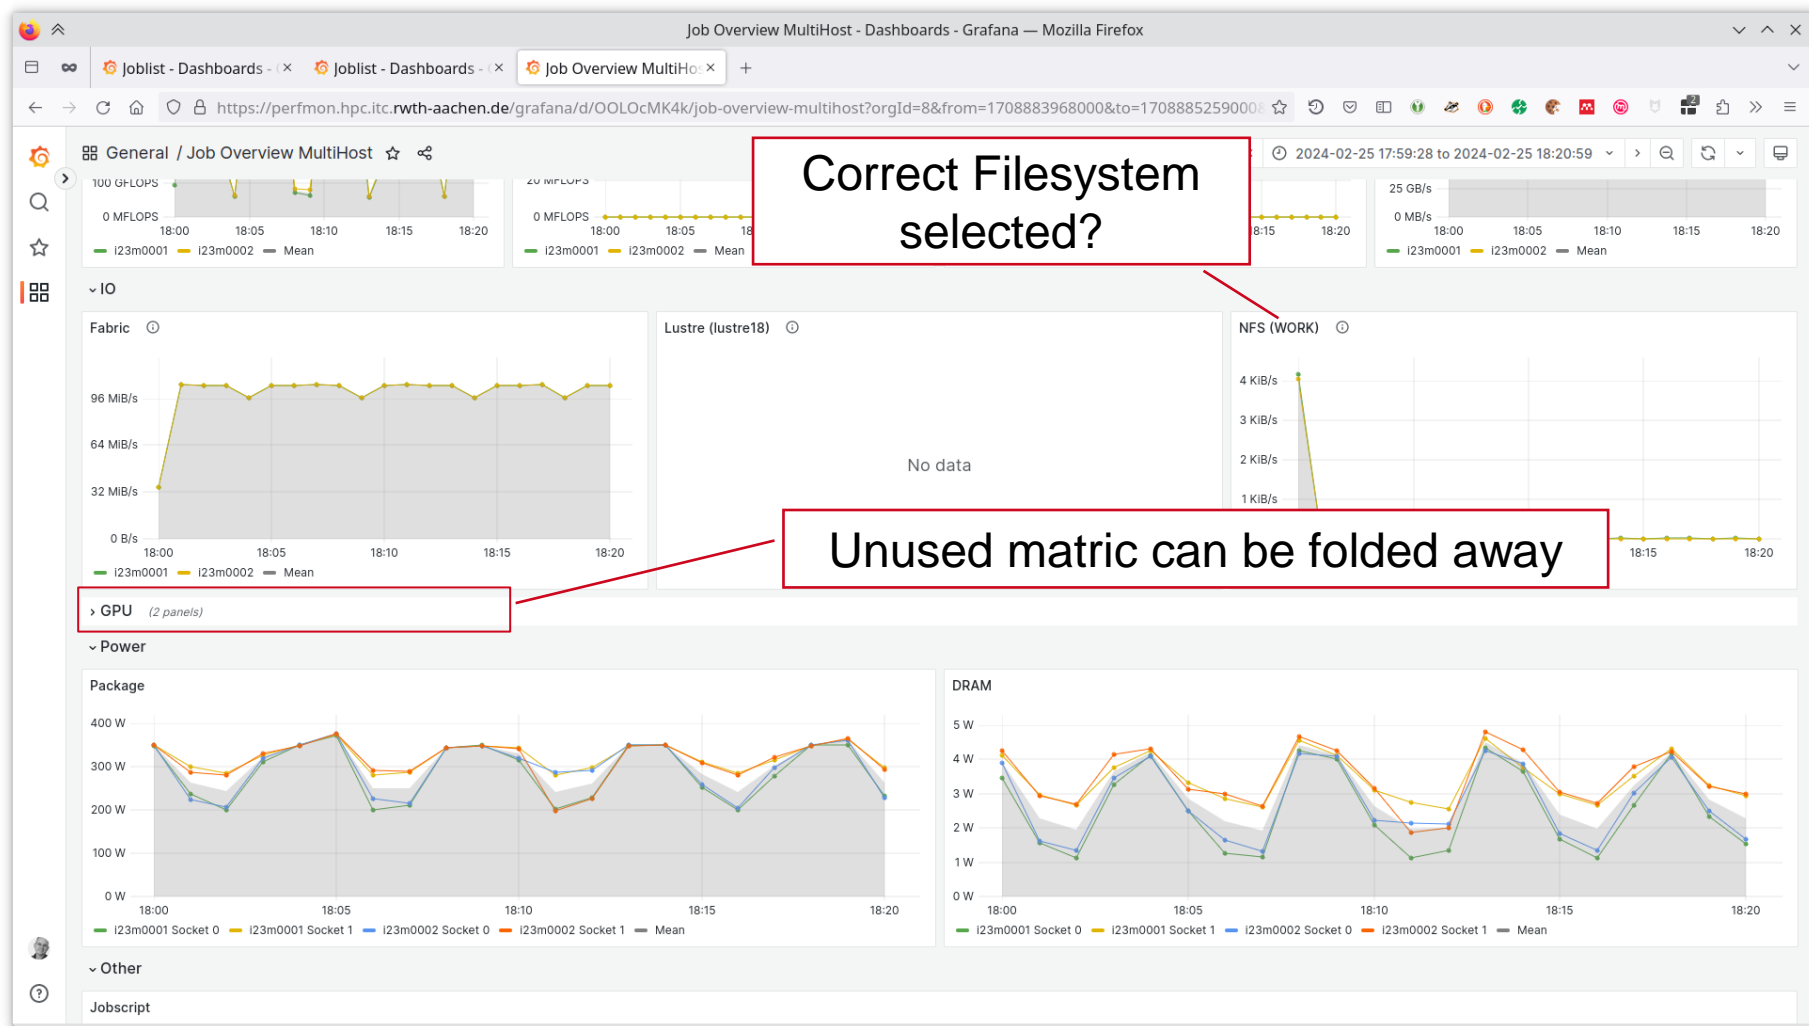 Job Overview MultiHost - Dashboards - Grafana — Mozilla Firefox
Joblist - Dashboards -
Joblist - Dashboards -
Job Overview MultiHo
https://perfmon.hpc.itc.rwth-aachen.de/grafana/d/OOLOcMK4k/job-overview-multihost?orgId=8&from=1708883968000&to=1708885259000
2
General / Job Overview MultiHost
2024-02-25 17:59:28 to 2024-02-25 18:20:59
Correct Filesystem
selected?
100 GFLOPS
0 MFLOPS
18:00 18:05 18:10 18:15 18:20
i23m0001 i23m0002 Mean
20 MFLOPS
0 MFLOPS
18:00 18:05 18
i23m0001 i23m0002 Mean
8:15 18:20
25 GB/s
0 MB/s
18:00 18:05 18:10 18:15 18:20
i23m0001 i23m0002 Mean
IO
Fabric
96 MiB/s
64 MiB/s
32 MiB/s
0 B/s
18:00 18:05 18:10 18:15 18:20
i23m0001 i23m0002 Mean
Lustre (lustre18)
No data
NFS (WORK)
4 KiB/s
3 KiB/s
2 KiB/s
1 KiB/s
18:15 18:20
Unused matric can be folded away
GPU (2 panels)
Power
Package
400 W
300 W
200 W
100 W
0 W
18:00 18:05 18:10 18:15 18:20
i23m0001 Socket 0 i23m0001 Socket 1 i23m0002 Socket 0 i23m0002 Socket 1 Mean
DRAM
5 W
4 W
3 W
2 W
1 W
0 W
18:00 18:05 18:10 18:15 18:20
i23m0001 Socket 0 i23m0001 Socket 1 i23m0002 Socket 0 i23m0002 Socket 1 Mean
Other
Jobscript